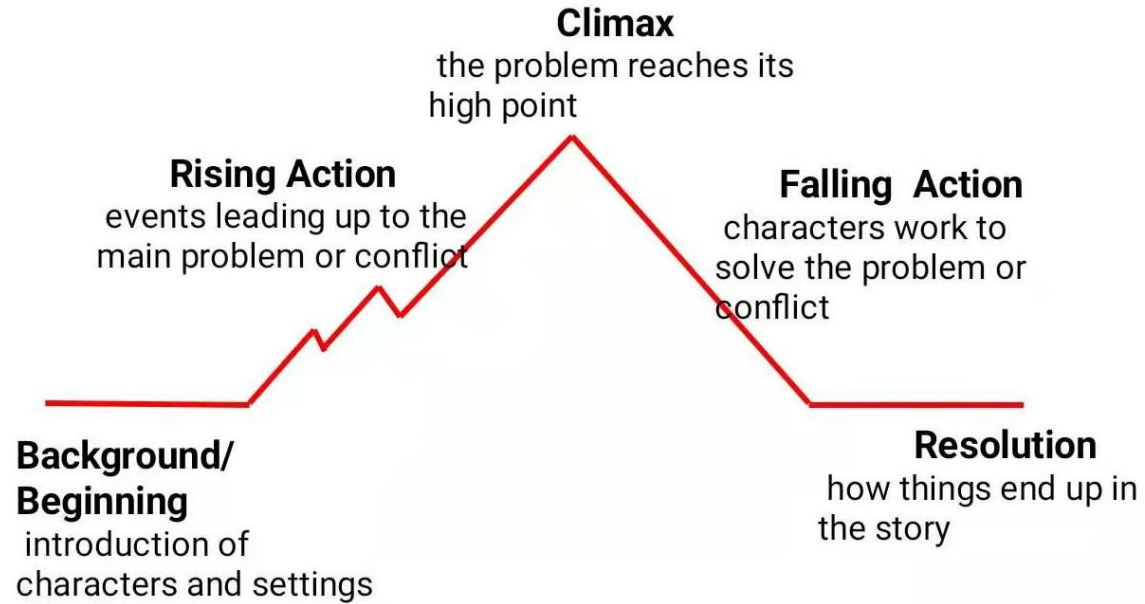 Climax
the problem reaches its
high point
Rising Action
events leading up to the
main problem or conflict
Falling Action
characters work to
solve the problem or
conflict
Background/
Beginning
introduction of
characters and settings
Resolution
how things end up in
the story